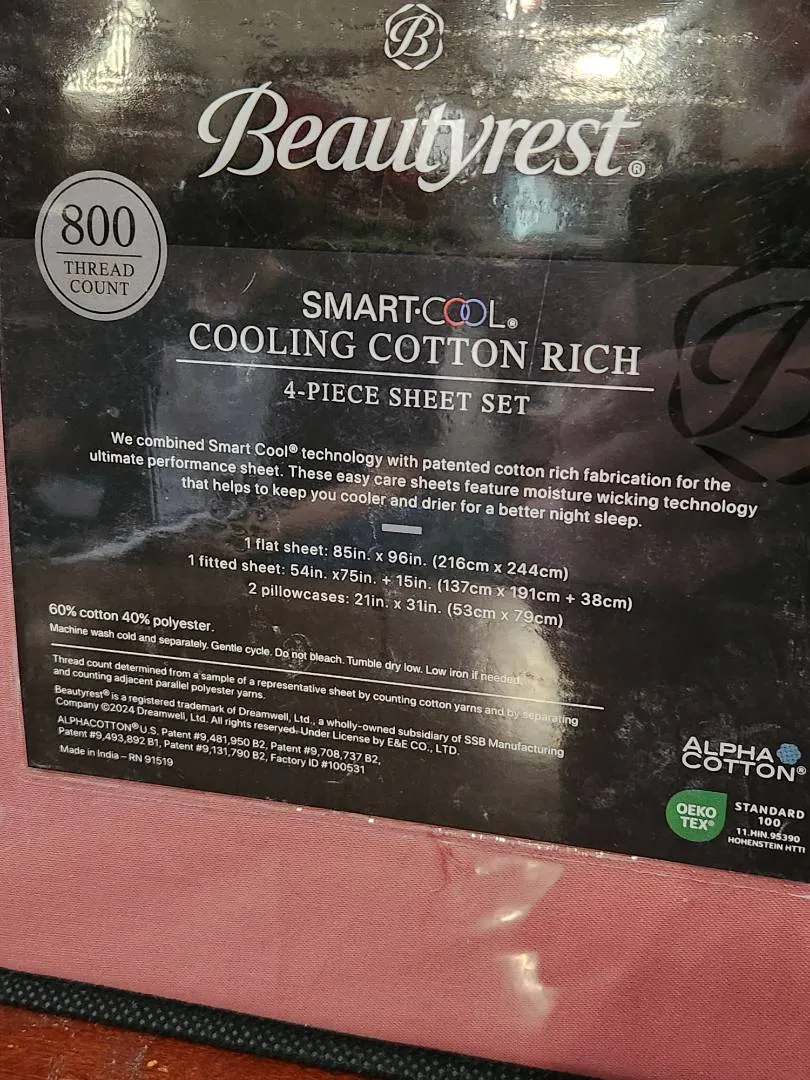 B
Beautyrest®
800
THREAD
COUNT
SMART·COOL®
COOLING COTTON RICH
4-PIECE SHEET SET
We combined Smart Cool® technology with patented cotton rich fabrication for the
ultimate performance sheet. These easy care sheets feature moisture wicking technology
that helps to keep you cooler and drier for a better night sleep.
1 flat sheet: 85in. x 96in. (216cm x 244cm)
1 fitted sheet: 54in. x75in. + 15in. (137cm x 191cm + 38cm)
2 pillowcases: 21in. x 31in. (53cm x 79cm)
60% cotton 40% polyester.
Machine wash cold and separately. Gentle cycle. Do not bleach. Tumble dry low. Low iron if needed.
Thread count determined from a sample of a representative sheet by counting cotton yarns and by separating
and counting adjacent parallel polyester yarns.
Beautyrest® is a registered trademark of Dreamwell, Ltd., a wholly-owned subsidiary of SSB Manufacturing
Company ©2024 Dreamwell, Ltd. All rights reserved. Under License by E&E CO., LTD.
ALPHACOTTON® U.S. Patent #9,481,950 B2, Patent #9,708,737 B2,
Patent #9,493,892 B1, Patent #9,131,790 B2, Factory ID #100531
Made in India – RN 91519
ALPHA
COTTON®
OEKO
TEX®
STANDARD
100
11.HIN.95390
HOHENSTEIN HTTI